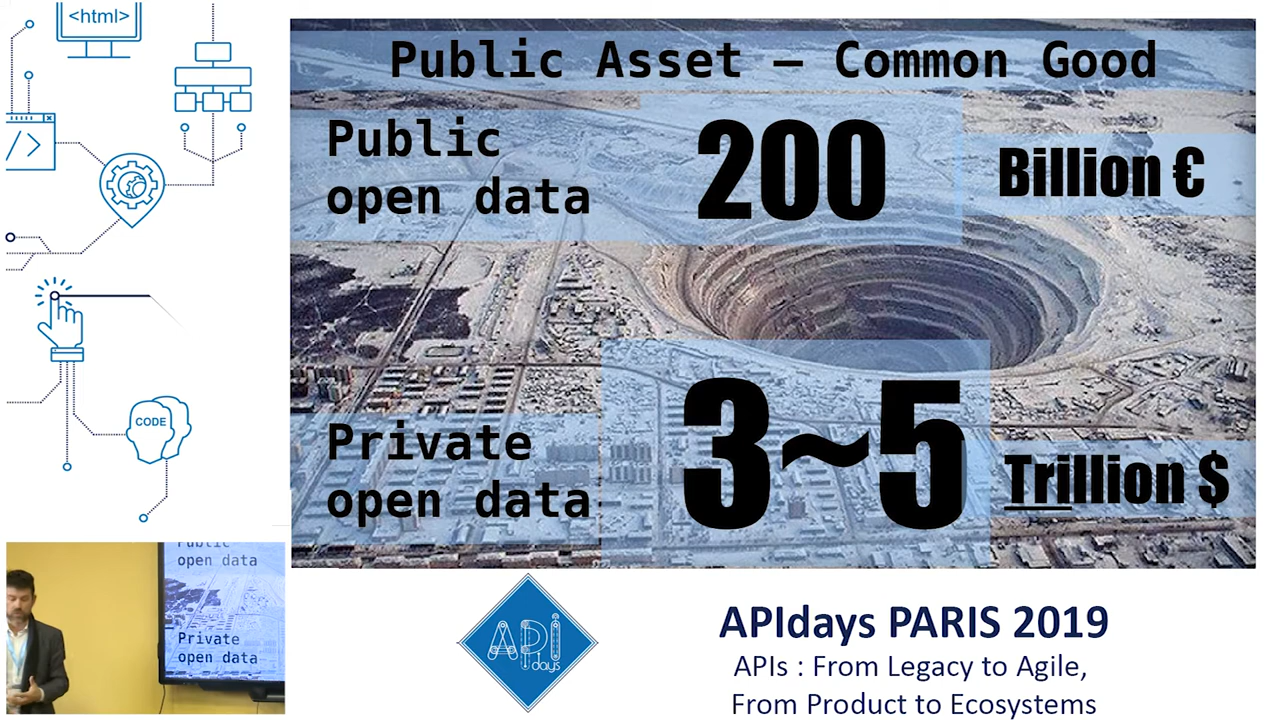 <html>
</>
CODE
Public Asset – Common Good
Public
open data
200
Billion €
Private
open data
3~5
Trillion $
Public
open data
Private
open data
API
days
APIdays PARIS 2019
APIs : From Legacy to Agile,
From Product to Ecosystems